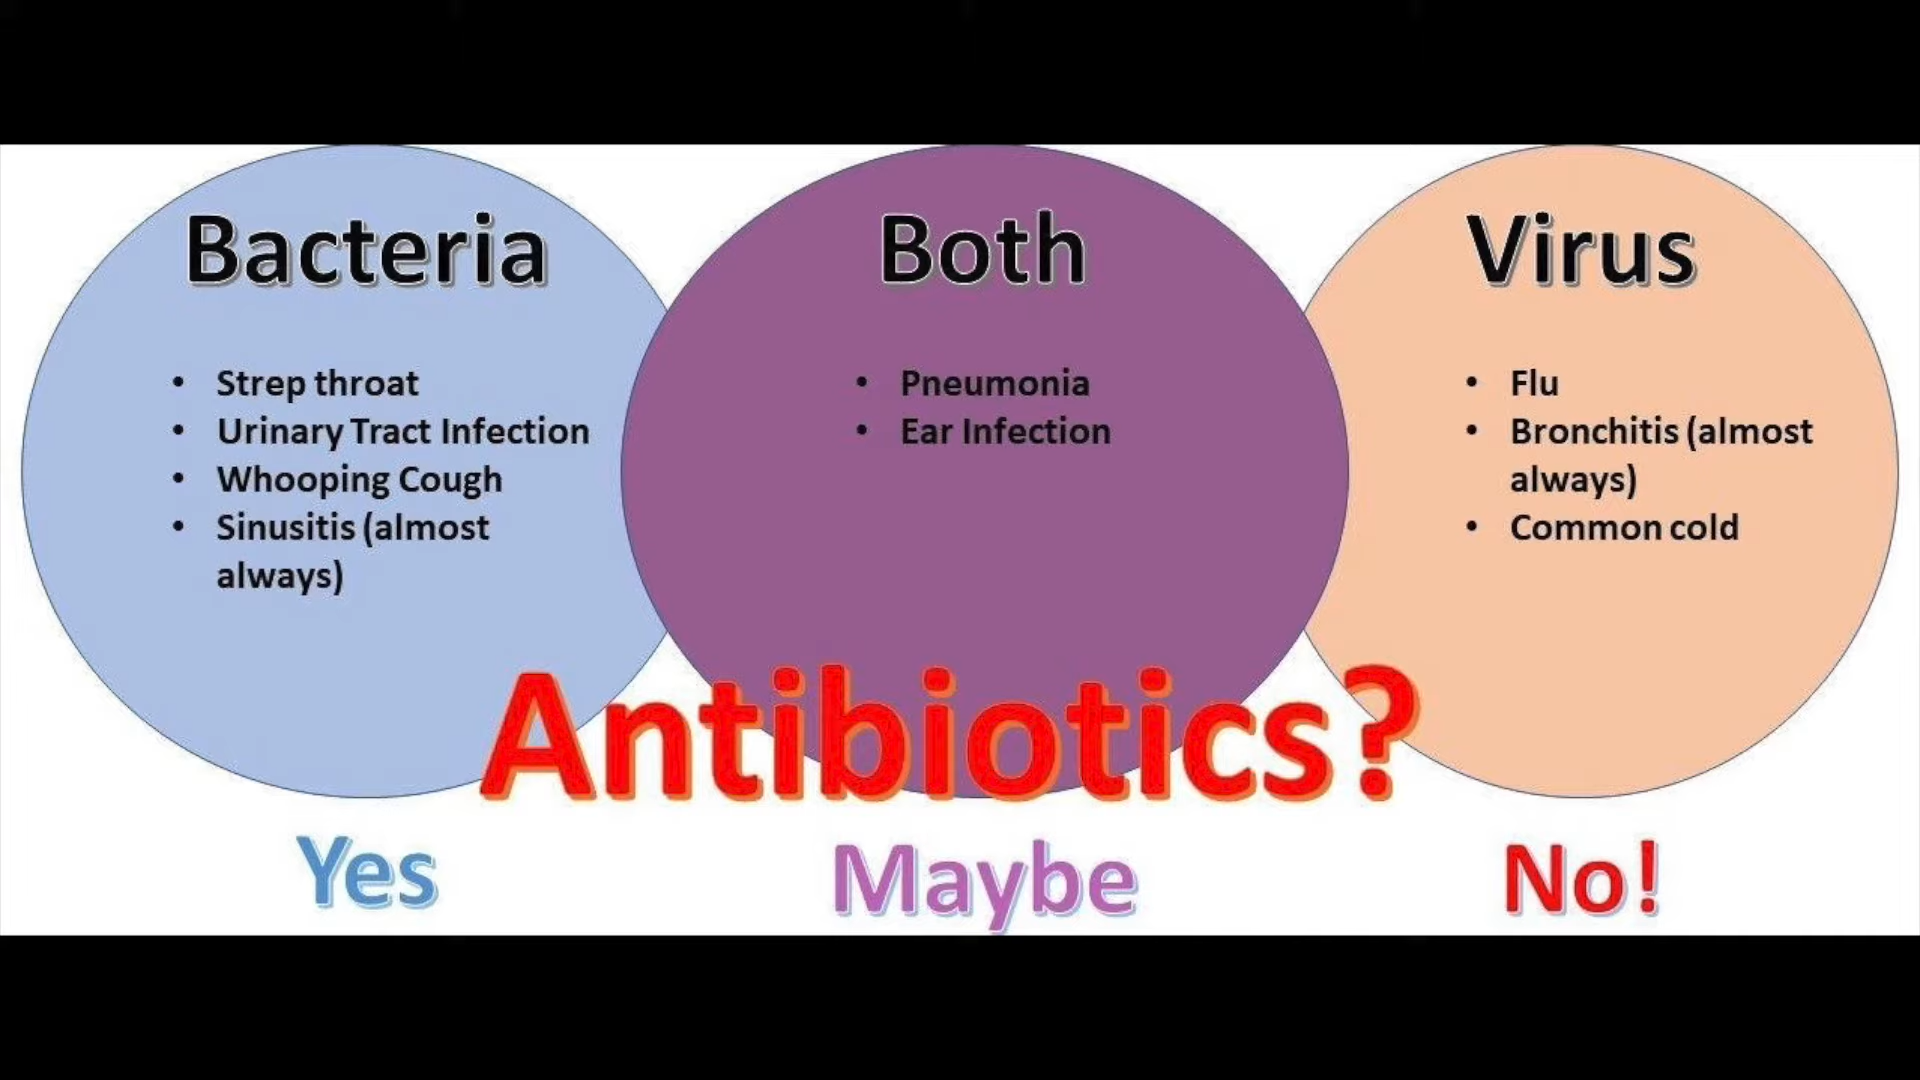 Bacteria
• Strep throat
• Urinary Tract Infection
• Whooping Cough
• Sinusitis (almost
always)
Both
• Pneumonia
• Ear Infection
Virus
• Flu
• Bronchitis (almost
always)
• Common cold
Antibiotics?
Yes
Maybe
No!